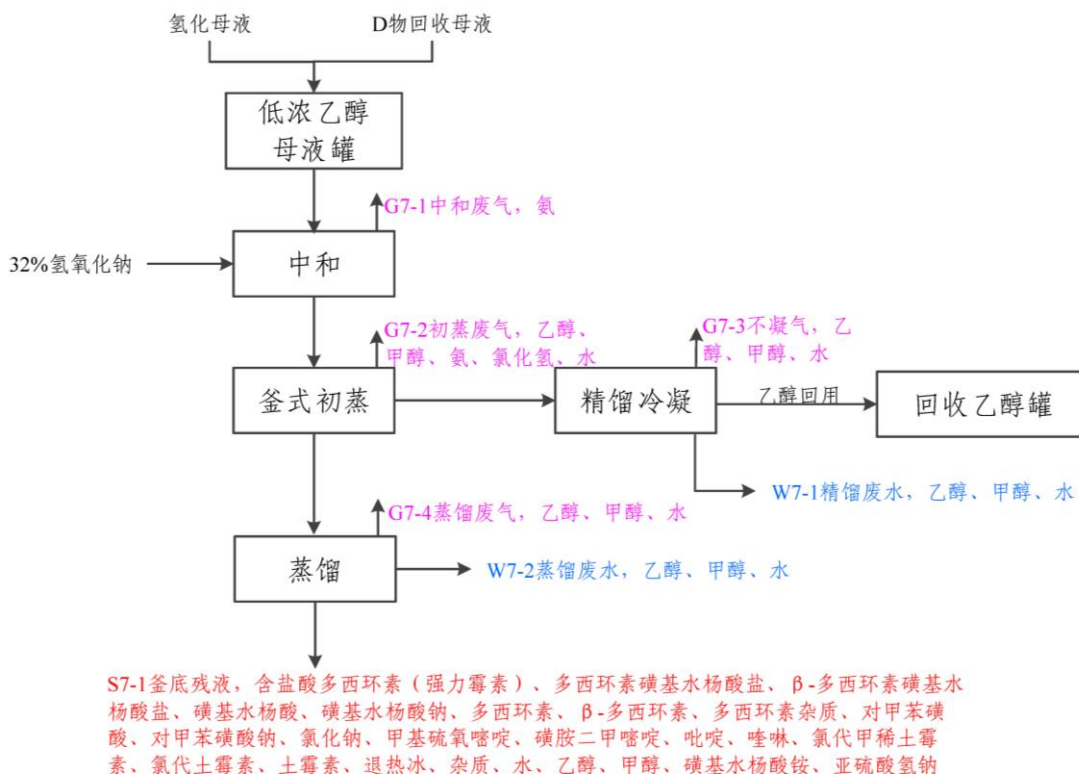 氢化母液
D物回收母液
低浓乙醇
母液罐
G7-1中和废气，氨
32%氢氧化钠
中和
G7-2初蒸废气，乙醇、
甲醇、氨、氯化氢、水
G7-3不凝气，乙
醇、甲醇、水
釜式初蒸
精馏冷凝
乙醇回用
回收乙醇罐
W7-1精馏废水，乙醇、甲醇、水
G7-4蒸馏废气，乙醇、甲醇、水
蒸馏
W7-2蒸馏废水，乙醇、甲醇、水
S7-1釜底残液，含盐酸多西环素（强力霉素）、多西环素磺基水杨酸盐、β-多西环素磺基水
杨酸盐、磺基水杨酸、磺基水杨酸钠、多西环素、β-多西环素、多西环素杂质、对甲苯磺
酸、对甲苯磺酸钠、氯化钠、甲基硫氧嘧啶、磺胺二甲嘧啶、吡啶、喹啉、氯代甲稀土霉
素、氯代土霉素、土霉素、退热冰、杂质、水、乙醇、甲醇、磺基水杨酸铵、亚硫酸氢钠